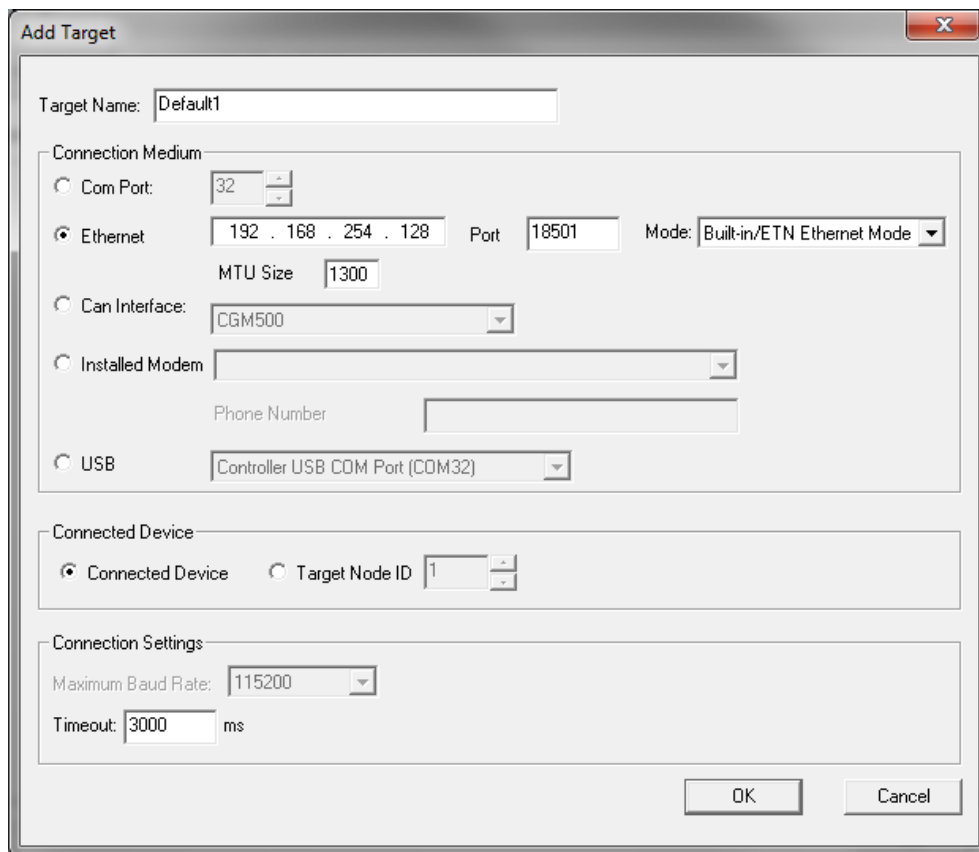 Add Target
Target Name: Default1
Connection Medium
Com Port: 32
Ethernet 192 . 168 . 254 . 128 Port 18501 Mode: Built-in/ETN Ethernet Mode
MTU Size 1300
Can Interface: CGM500
Installed Modem
Phone Number
USB Controller USB COM Port (COM32)
Connected Device
Connected Device Target Node ID 1
Connection Settings
Maximum Baud Rate: 115200
Timeout: 3000 ms
OK Cancel